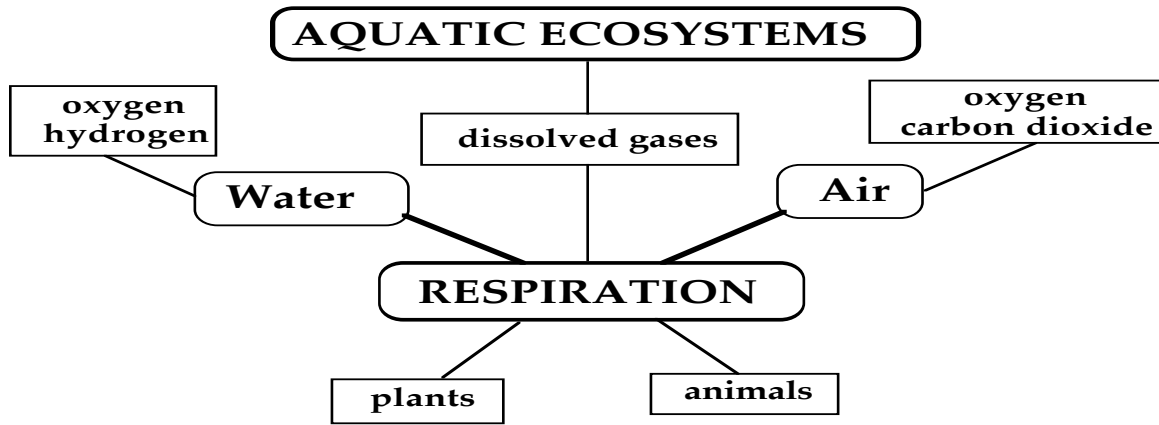 AQUATIC ECOSYSTEMS
oxygen
hydrogen
dissolved gases
oxygen
carbon dioxide
Water
Air
RESPIRATION
plants
animals